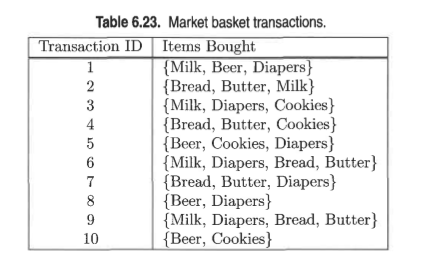 Table 6.23. Market basket transactions.
Transaction ID Items Bought
1 {Milk, Beer, Diapers}
2 {Bread, Butter, Milk}
3 {Milk, Diapers, Cookies}
4 {Bread, Butter, Cookies}
5 {Beer, Cookies, Diapers}
6 {Milk, Diapers, Bread, Butter}
7 {Bread, Butter, Diapers}
8 {Beer, Diapers}
9 {Milk, Diapers, Bread, Butter}
10 {Beer, Cookies}